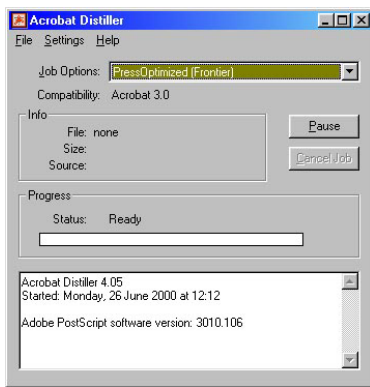 Acrobat Distiller
File Settings Help
Job Options: PressOptimized (Frontier)
Compatibility: Acrobat 3.0
Info
File: none
Size:
Source:
Pause
Cancel Job
Progress
Status: Ready
Acrobat Distiller 4.05
Started: Monday, 26 June 2000 at 12:12
Adobe PostScript software version: 3010.106